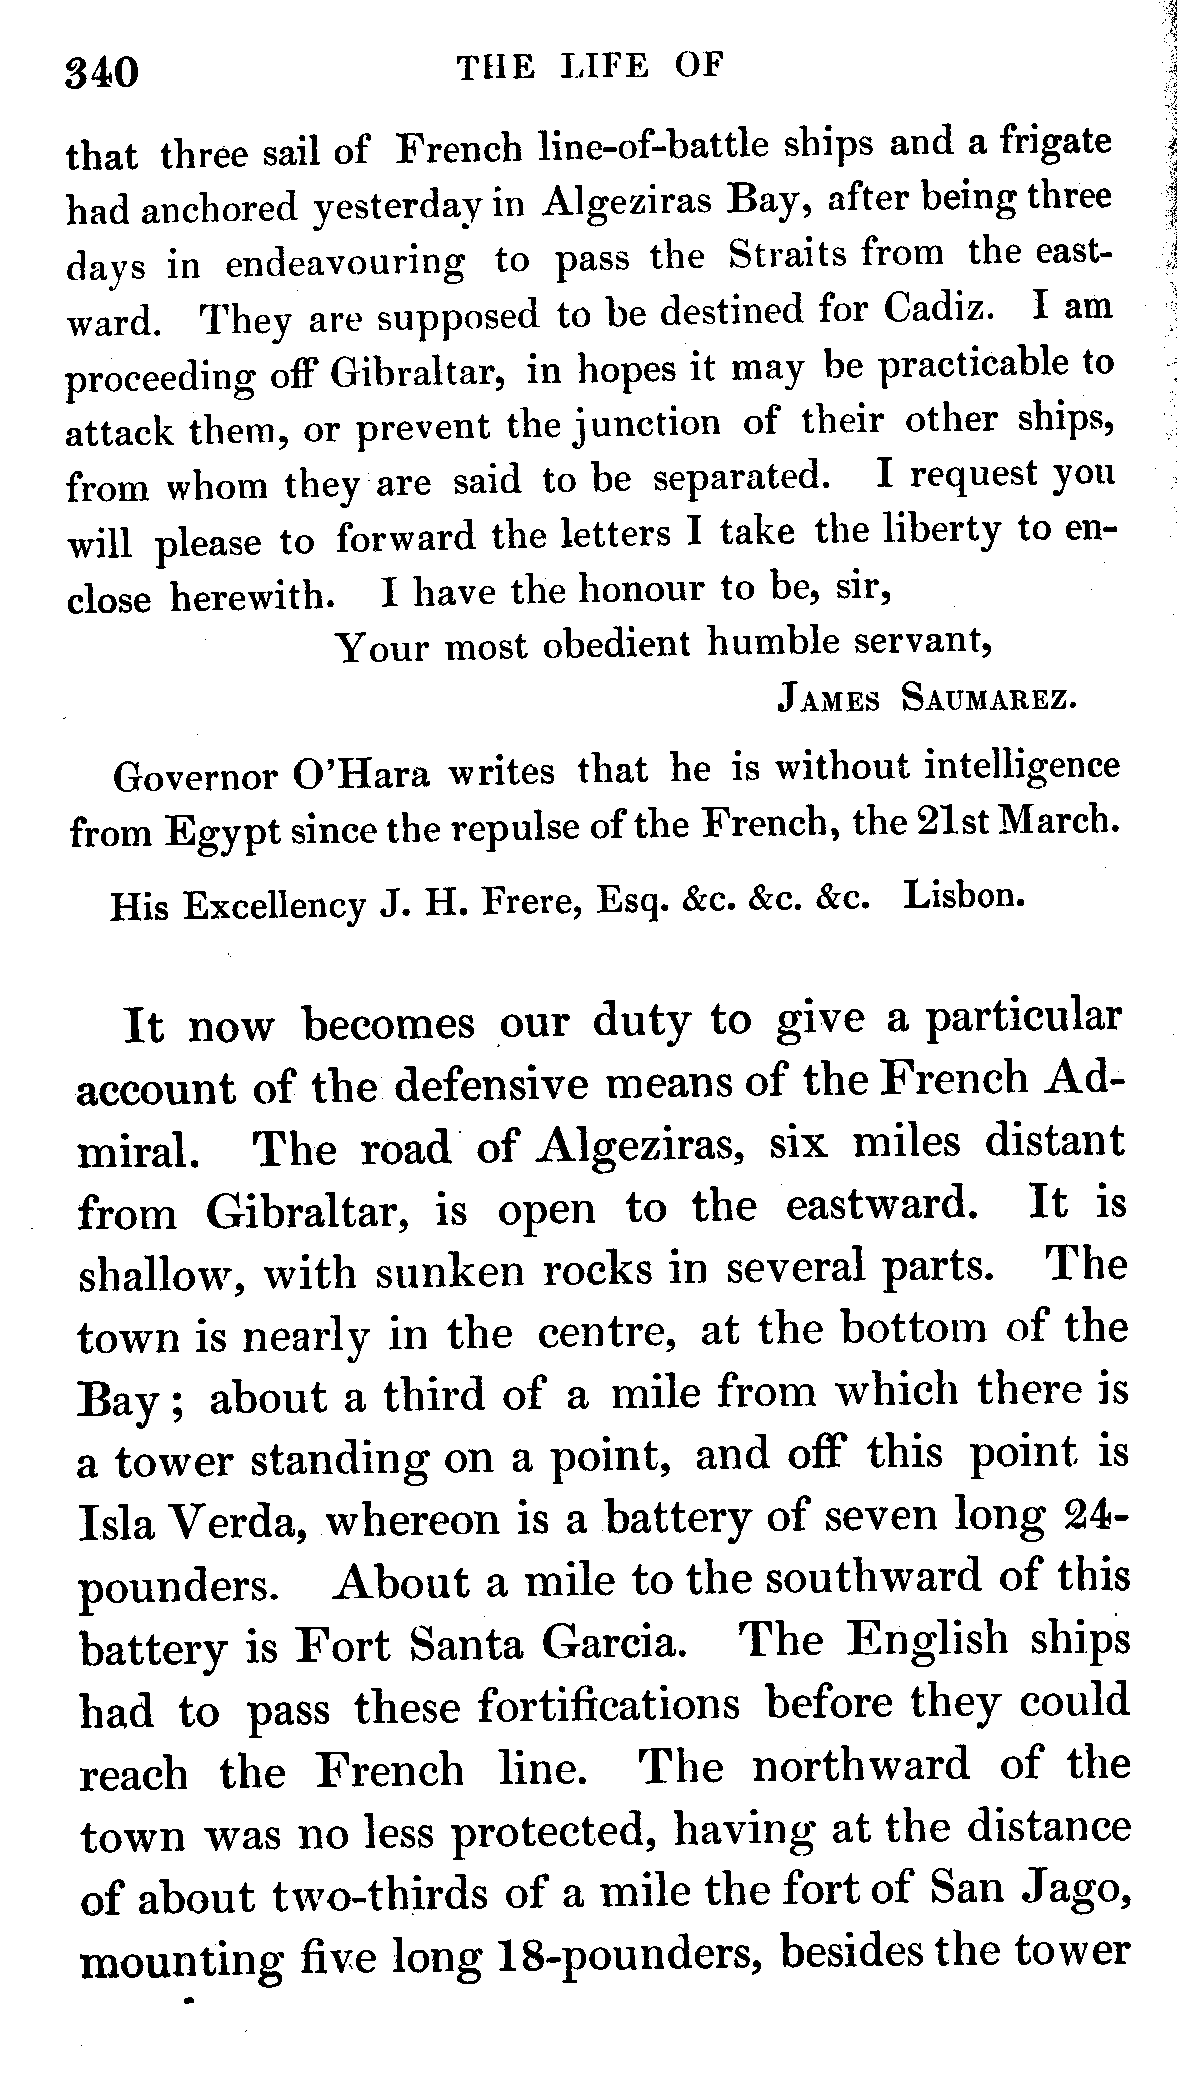 340 THE LIFE OF
that three sail of French line-of-battle ships and a frigate
had anchored yesterday in Algeziras Bay, after being three
days in endeavouring to pass the Straits from the east-
ward. They are supposed to be destined for Cadiz. I am
proceeding off Gibraltar, in hopes it may be practicable to
attack them, or prevent the junction of their other ships,
from whom they are said to be separated. I request you
will please to forward the letters I take the liberty to en-
close herewith. I have the honour to be, sir,
Your most obedient humble servant,
JAMES SAUMAREZ.
Governor O'Hara writes that he is without intelligence
from Egypt since the repulse of the French, the 21st March.
His Excellency J. H. Frere, Esq. &c. &c. &c. Lisbon.
It now becomes our duty to give a particular
account of the defensive means of the French Ad-
miral. The road of Algeziras, six miles distant
from Gibraltar, is open to the eastward. It is
shallow, with sunken rocks in several parts. The
town is nearly in the centre, at the bottom of the
Bay; about a third of a mile from which there is
a tower standing on a point, and off this point is
Isla Verda, whereon is a battery of seven long 24-
pounders. About a mile to the southward of this
battery is Fort Santa Garcia. The English ships
had to pass these fortifications before they could
reach the French line. The northward of the
town was no less protected, having at the distance
of about two-thirds of a mile the fort of San Jago,
mounting five long 18-pounders, besides the tower